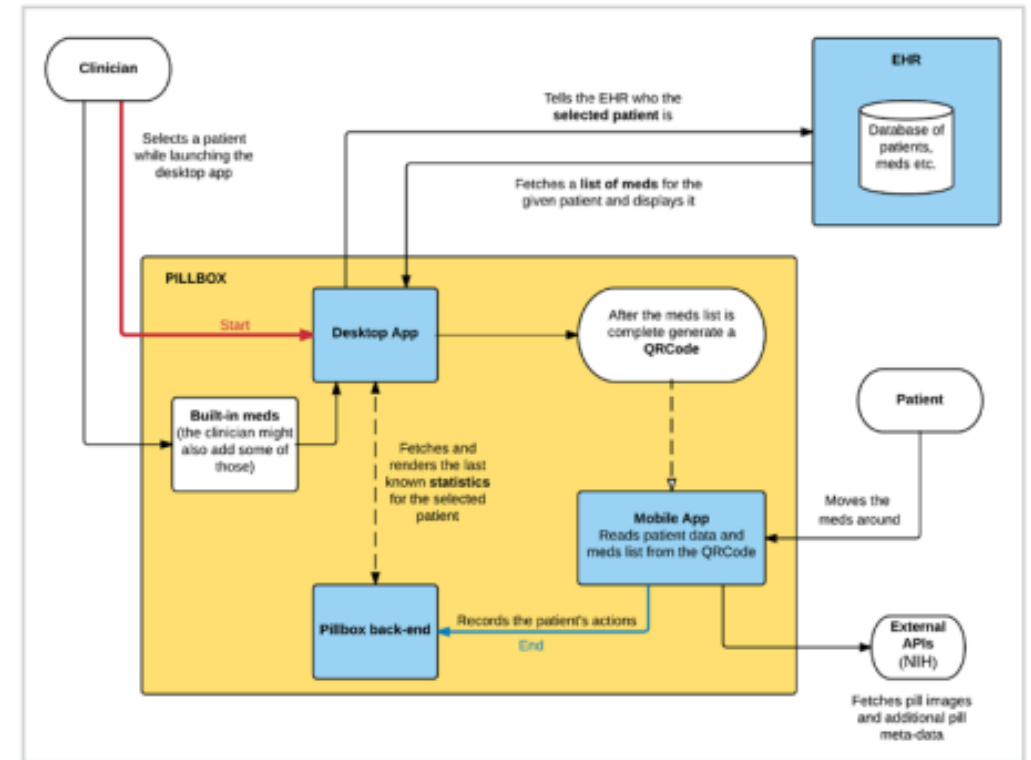 Clinician
EHR
Tells the EHR who the
selected patient is
Database of
patients,
meds etc.
Selects a patient
while launching the
desktop app
Fetches a list of meds for the
given patient and displays it
PILLBOX
Start
Desktop App
After the meds list is
complete generate a
QRCode
Patient
Built-in meds
(the clinician might
also add some of
those)
Fetches and
renders the last
known statistics
for the selected
patient
Moves the
meds around
Mobile App
Reads patient data and
meds list from the QRCode
Pillbox back-end
Records the patient's actions
End
External
APIs
(NIH)
Fetches pill images
and additional pill
meta-data